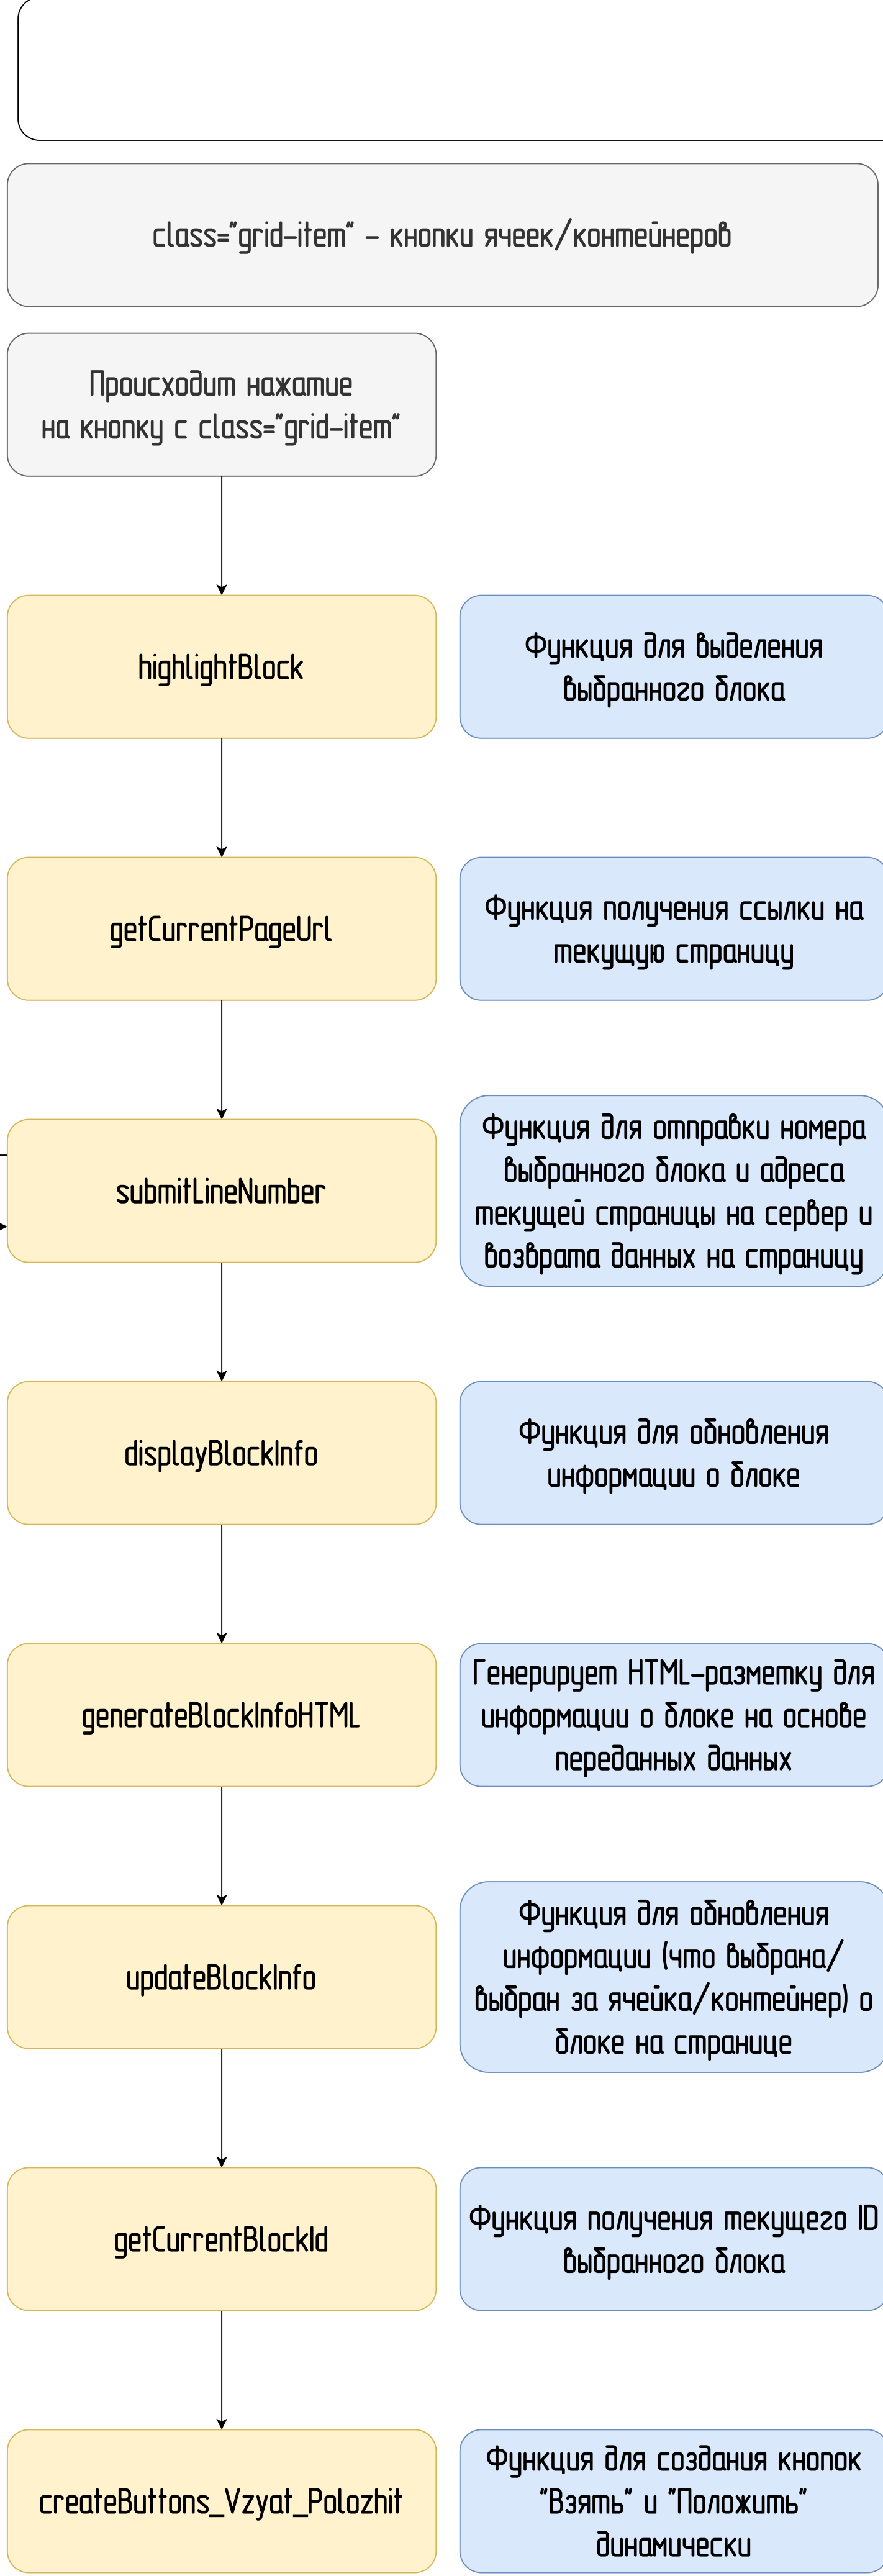 class="grid-item" - кнопки ячеек/контейнеров
Происходит нажатие
на кнопку с class="grid-item"
highlightBlock
Функция для выделения
выбранного блока
getCurrentPageUrl
Функция получения ссылки на
текущую страницу
submitLineNumber
Функция для отправки номера
выбранного блока и адреса
текущей страницы на сервер и
возврата данных на страницу
displayBlockInfo
Функция для обновления
информации о блоке
generateBlockInfoHTML
Генерирует HTML-разметку для
информации о блоке на основе
переданных данных
updateBlockInfo
Функция для обновления
информации (что выбрана/
выбран за ячейка/контейнер) о
блоке на странице
getCurrentBlockId
Функция получения текущего ID
выбранного блока
createButtons_Vzyat_Polozhit
Функция для создания кнопок
"Взять" и "Положить"
динамически